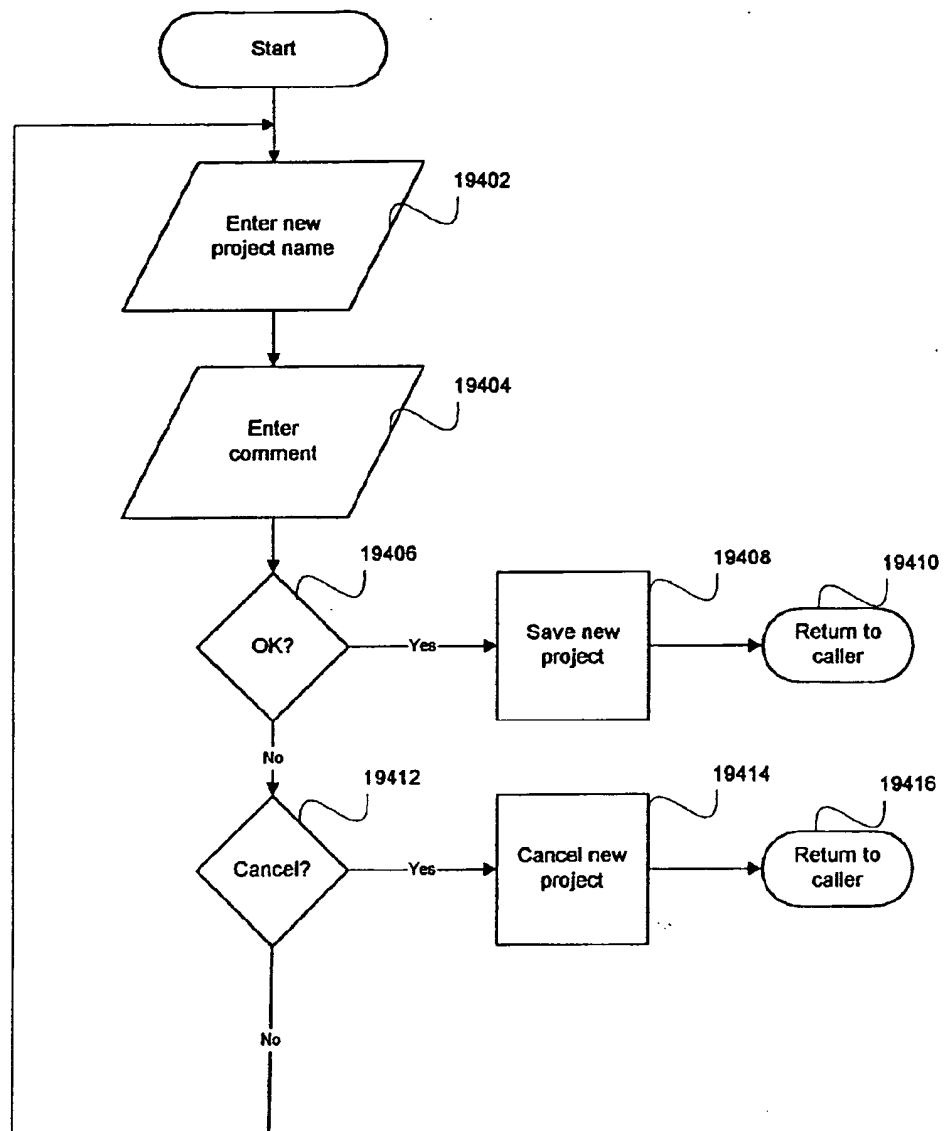 Start
19402
Enter new
project name
19404
Enter
comment
19406
OK?
Yes
19408
Save new
project
19410
Return to
caller
No
19412
Cancel?
Yes
19414
Cancel new
project
19416
Return to
caller
No